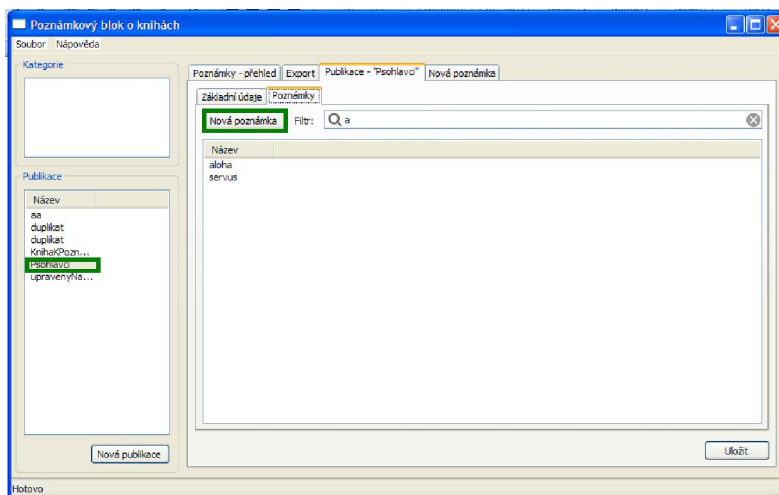 Poznámkový blok o knihách
Soubor Nápověda
Kategorie
Poznámky - přehled Export Publikace - "Psohlavci" Nová poznámka
Základní údaje Poznámky
Nová poznámka Filtr: a
Název
aloha
servus
Publikace
Název
aa
duplikat
duplikat
KnihaKPozn...
Psohlavci
upravenyNa...
Nová publikace
Uložit
Hotovo